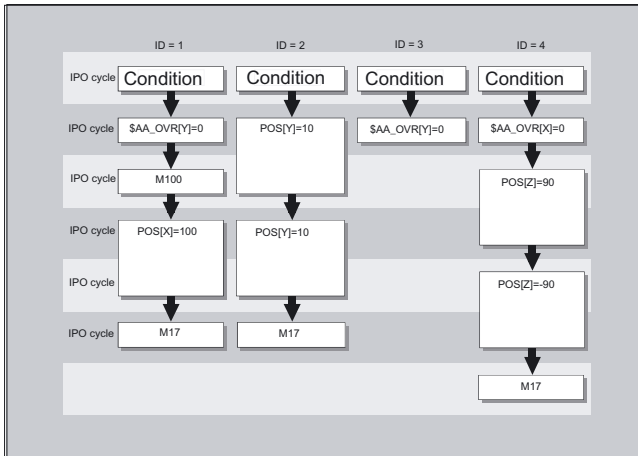 ID = 1 ID = 2 ID = 3 ID = 4
IPO cycle Condition Condition Condition Condition
IPO cycle $AA_OVR[Y]=0 POS[Y]=10 $AA_OVR[Y]=0 $AA_OVR[X]=0
IPO cycle M100 POS[Z]=90
IPO cycle POS[X]=100 POS[Y]=10
IPO cycle POS[Z]=-90
IPO cycle M17 M17
M17